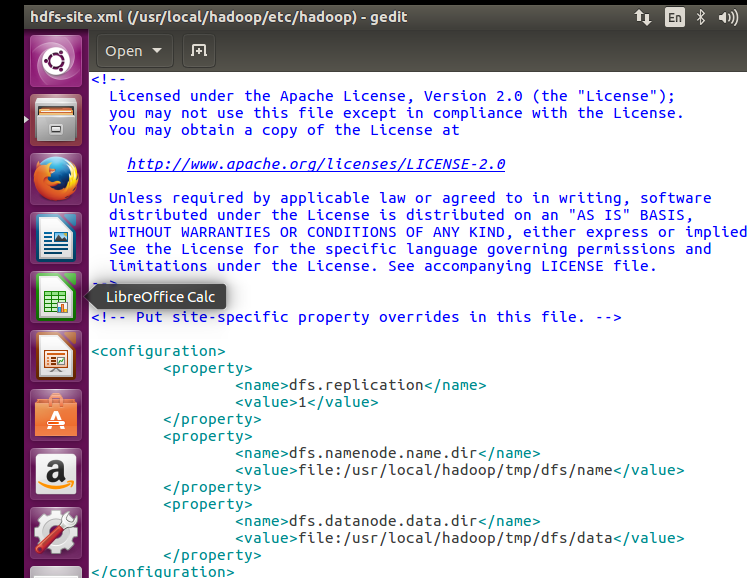 hdfs-site.xml (/usr/local/hadoop/etc/hadoop) - gedit
En
Open
<!--
Licensed under the Apache License, Version 2.0 (the "License");
you may not use this file except in compliance with the License.
You may obtain a copy of the License at
http://www.apache.org/licenses/LICENSE-2.0
Unless required by applicable law or agreed to in writing, software
distributed under the License is distributed on an "AS IS" BASIS,
WITHOUT WARRANTIES OR CONDITIONS OF ANY KIND, either express or implied
See the License for the specific language governing permissions and
limitations under the License. See accompanying LICENSE file.
-->
LibreOffice Calc
<!-- Put site-specific property overrides in this file. -->
<configuration>
<property>
<name>dfs.replication</name>
<value>1</value>
</property>
<property>
<name>dfs.namenode.name.dir</name>
<value>file:/usr/local/hadoop/tmp/dfs/name</value>
</property>
<property>
<name>dfs.datanode.data.dir</name>
<value>file:/usr/local/hadoop/tmp/dfs/data</value>
</property>
</configuration>